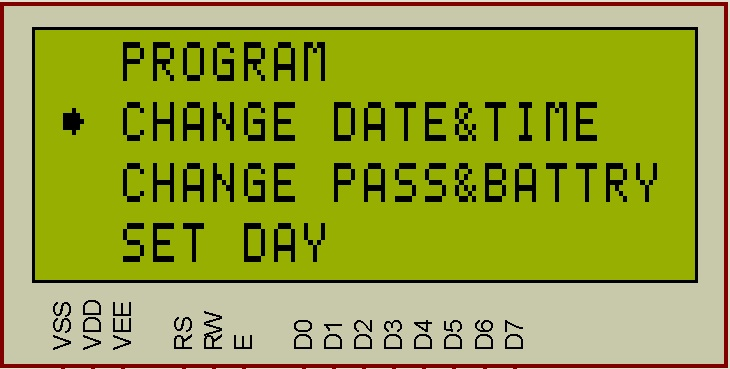 PROGRAM
CHANGE DATE&TIME
CHANGE PASS&BATTRY
SET DAY
VSS VDD VEE RS RW E D0 D1 D2 D3 D4 D5 D6 D7